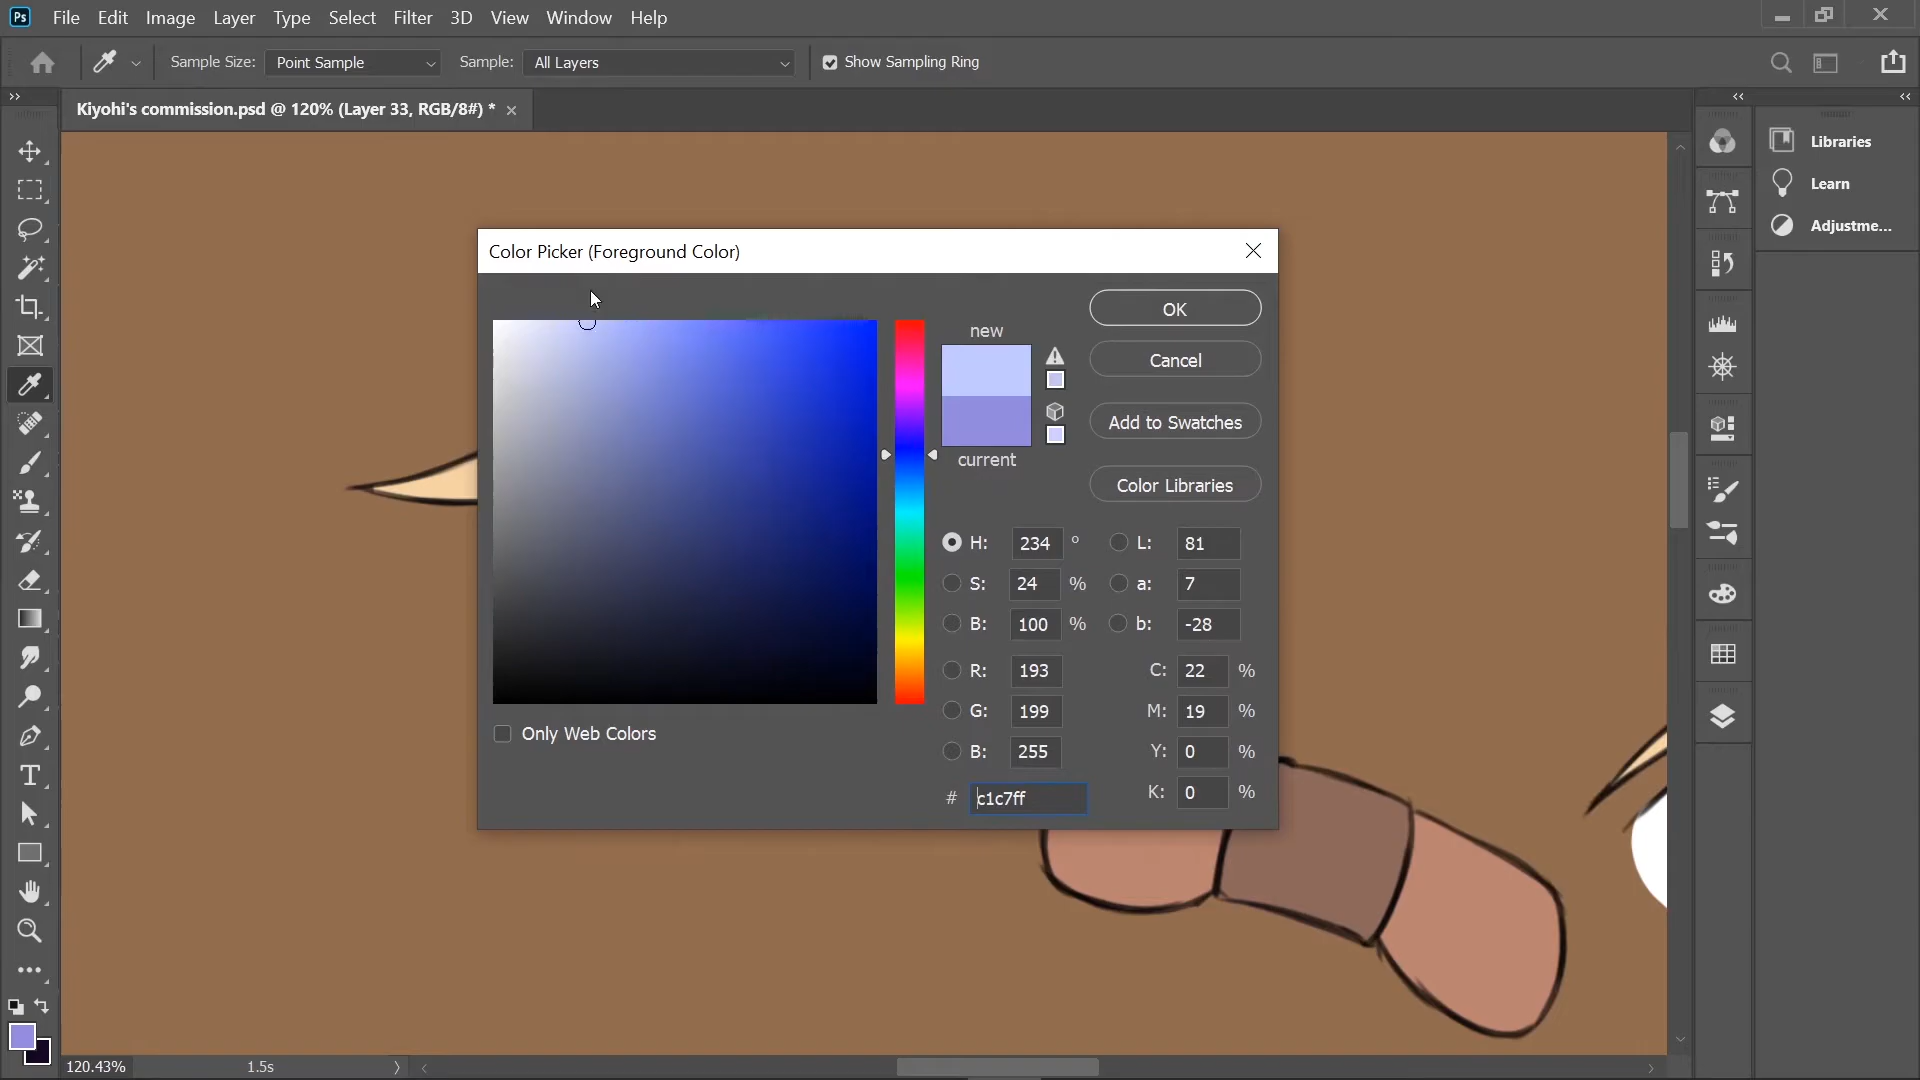 Ps File Edit Image Layer Type Select Filter 3D View Window Help
Sample Size: Point Sample Sample: All Layers Show Sampling Ring
Kiyohi's commission.psd @ 120% (Layer 33, RGB/8#) *
Libraries
Learn
Adjustme...
Color Picker (Foreground Color)
new
current
OK
Cancel
Add to Swatches
Color Libraries
H: 234 ° L: 81
S: 24 % a: 7
B: 100 % b: -28
R: 193 C: 22 %
G: 199 M: 19 %
B: 255 Y: 0 %
# c1c7ff K: 0 %
Only Web Colors
120.43% 1.5s